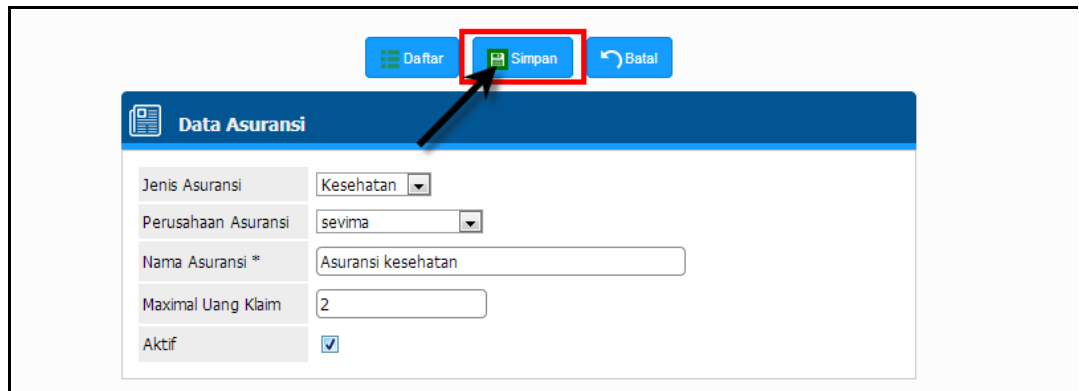 Daftar Simpan Batal
Data Asuransi
Jenis Asuransi Kesehatan
Perusahaan Asuransi sevima
Nama Asuransi * Asuransi kesehatan
Maximal Uang Klaim 2
Aktif